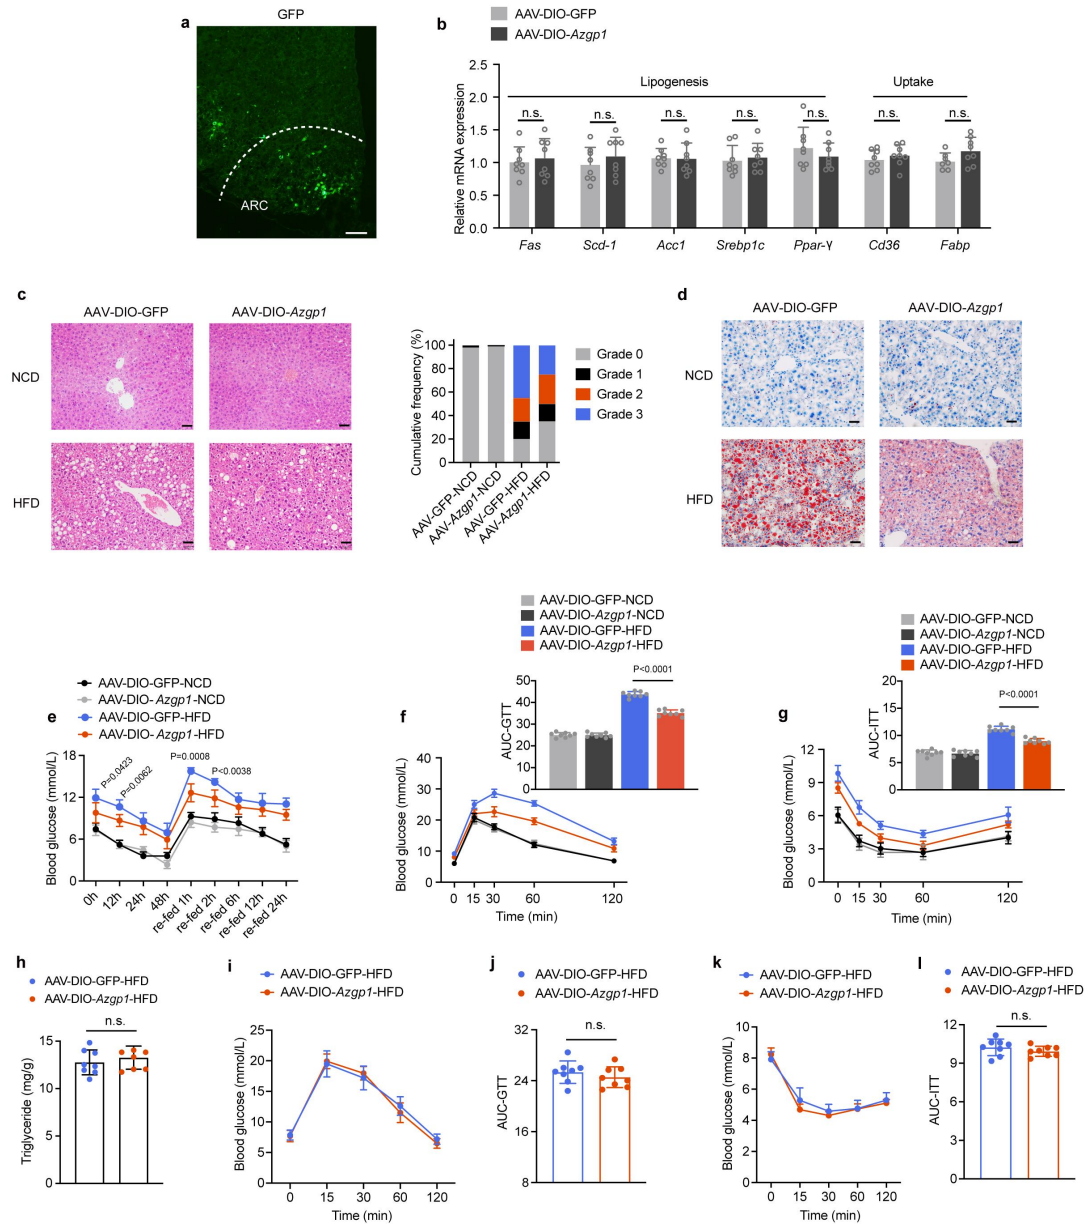 a
GFP
ARC
b
AAV-DIO-GFP
AAV-DIO-Azgp1
Relative mRNA expression
2.5
2.0
1.5
1.0
0.5
0.0
Lipogenesis
Uptake
n.s.
n.s.
n.s.
n.s.
n.s.
n.s.
n.s.
Fas
Scd-1
Acc1
Srebp1c
Ppar-γ
Cd36
Fabp
c
AAV-DIO-GFP
AAV-DIO-Azgp1
NCD
HFD
Cumulative frequency (%)
100
80
60
40
20
0
Grade 0
Grade 1
Grade 2
Grade 3
AAV-GFP-NCD
AAV-Azgp1-NCD
AAV-GFP-HFD
AAV-Azgp1-HFD
d
AAV-DIO-GFP
AAV-DIO-Azgp1
NCD
HFD
e
AAV-DIO-GFP-NCD
AAV-DIO- Azgp1-NCD
AAV-DIO-GFP-HFD
AAV-DIO- Azgp1-HFD
Blood glucose (mmol/L)
18
12
6
0
P=0.0423
P=0.0062
P=0.0008
P<0.0038
0h
12h
24h
48h
re-fed 1h
re-fed 2h
re-fed 6h
re-fed 12h
re-fed 24h
f
AAV-DIO-GFP-NCD
AAV-DIO-Azgp1-NCD
AAV-DIO-GFP-HFD
AAV-DIO-Azgp1-HFD
AUC-GTT
50
40
30
20
10
0
P<0.0001
Blood glucose (mmol/L)
40
30
20
10
0
0
15
30
60
120
Time (min)
g
AAV-DIO-GFP-NCD
AAV-DIO-Azgp1-NCD
AAV-DIO-GFP-HFD
AAV-DIO-Azgp1-HFD
AUC-ITT
20
15
10
5
0
P<0.0001
Blood glucose (mmol/L)
12
9
6
3
0
0
15
30
60
120
Time (min)
h
AAV-DIO-GFP-HFD
AAV-DIO-Azgp1-HFD
Triglyceride (mg/g)
15
10
5
0
n.s.
i
AAV-DIO-GFP-HFD
AAV-DIO-Azgp1-HFD
Blood glucose (mmol/L)
25
20
15
10
5
0
0
15
30
60
120
Time (min)
j
AAV-DIO-GFP-HFD
AAV-DIO-Azgp1-HFD
AUC-GTT
32
24
16
8
n.s.
k
AAV-DIO-GFP-HFD
AAV-DIO-Azgp1-HFD
Blood glucose (mmol/L)
10
8
6
4
2
0
0
15
30
60
120
Time (min)
l
AAV-DIO-GFP-HFD
AAV-DIO-Azgp1-HFD
AUC-ITT
12
9
6
3
0
n.s.